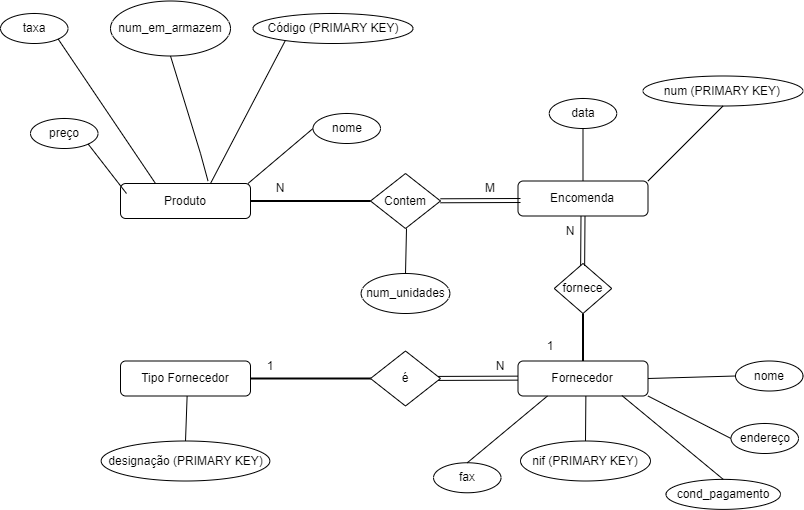 taxa
num_em_armazem
Código (PRIMARY KEY)
num (PRIMARY KEY)
data
preço
nome
Produto
N
Contem
M
Encomenda
N
num_unidades
fornece
1
Tipo Fornecedor
1
é
N
Fornecedor
nome
endereço
designação (PRIMARY KEY)
fax
nif (PRIMARY KEY)
cond_pagamento